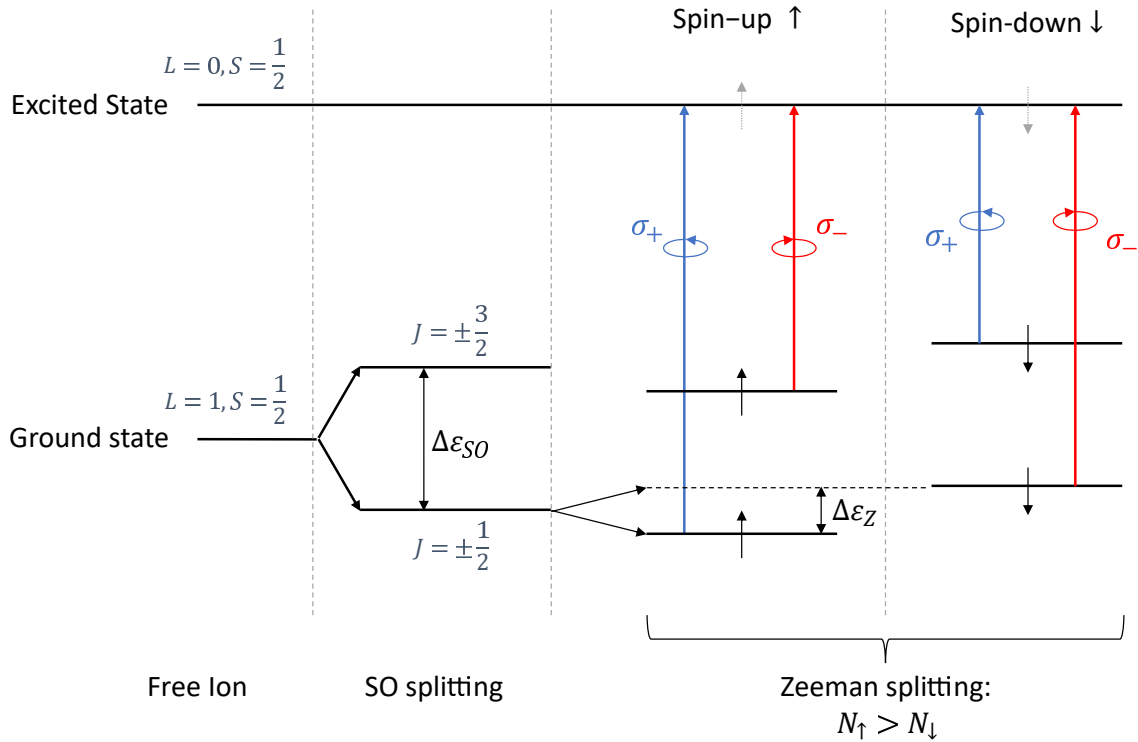 Spin−up ↑
Spin-down ↓
L = 0, S = 1/2
Excited State
σ₊
σ₋
σ₊
σ₋
J = ± 3/2
L = 1, S = 1/2
Ground state
Δε_SO
Δε_Z
J = ± 1/2
Free Ion
SO splitting
Zeeman splitting:
N↑ > N↓